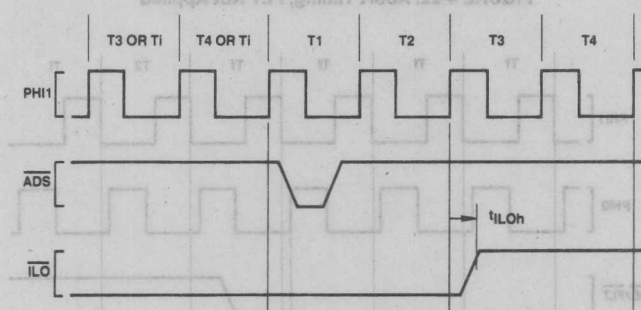 T3 OR Ti T4 OR Ti T1 T2 T3 T4
PHI1
ADS
tILOh
ILO